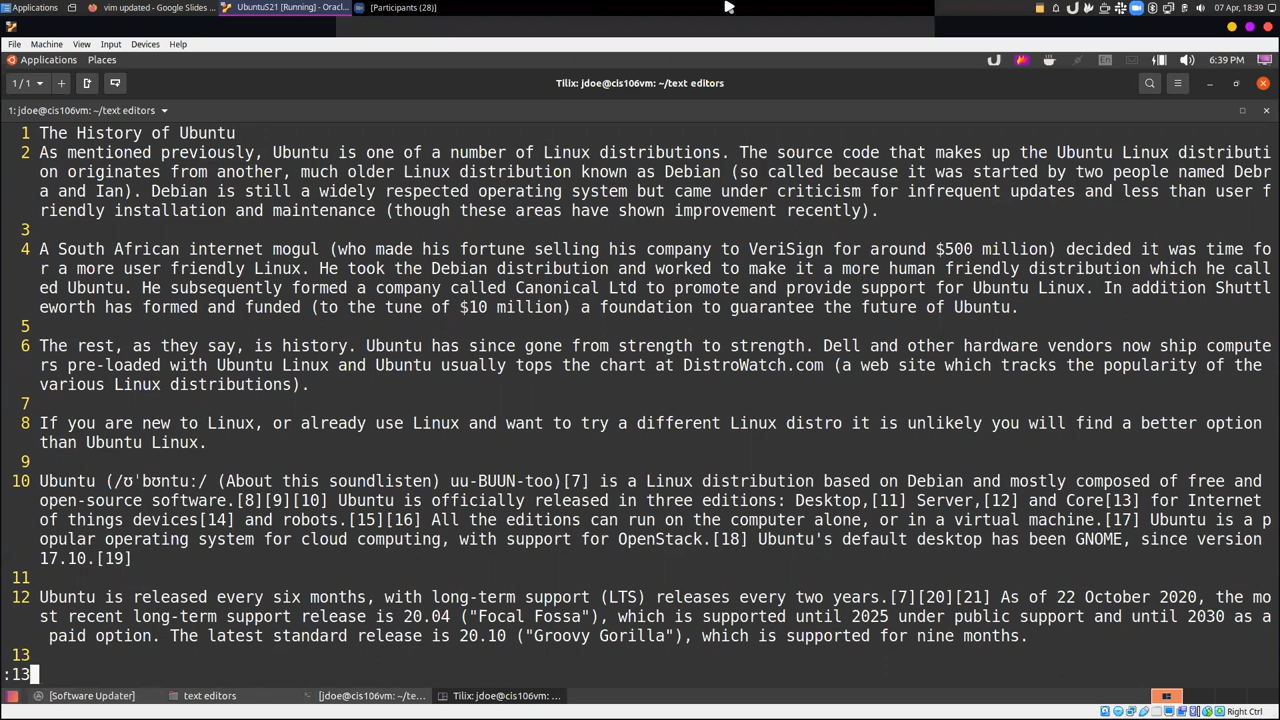 Applications
vim updated - Google Slides ...
UbuntuS21 [Running] - Oracl...
[Participants (28)]
07 Apr, 18:39
File Machine View Input Devices Help
Applications Places
En
6:39 PM
1 / 1
Tilix: jdoe@cis106vm: ~/text editors
1: jdoe@cis106vm: ~/text editors
1 The History of Ubuntu
2 As mentioned previously, Ubuntu is one of a number of Linux distributions. The source code that makes up the Ubuntu Linux distributi
on originates from another, much older Linux distribution known as Debian (so called because it was started by two people named Debr
a and Ian). Debian is still a widely respected operating system but came under criticism for infrequent updates and less than user f
riendly installation and maintenance (though these areas have shown improvement recently).
3
4 A South African internet mogul (who made his fortune selling his company to VeriSign for around $500 million) decided it was time fo
r a more user friendly Linux. He took the Debian distribution and worked to make it a more human friendly distribution which he call
ed Ubuntu. He subsequently formed a company called Canonical Ltd to promote and provide support for Ubuntu Linux. In addition Shuttl
eworth has formed and funded (to the tune of $10 million) a foundation to guarantee the future of Ubuntu.
5
6 The rest, as they say, is history. Ubuntu has since gone from strength to strength. Dell and other hardware vendors now ship compute
rs pre-loaded with Ubuntu Linux and Ubuntu usually tops the chart at DistroWatch.com (a web site which tracks the popularity of the
various Linux distributions).
7
8 If you are new to Linux, or already use Linux and want to try a different Linux distro it is unlikely you will find a better option
than Ubuntu Linux.
9
10 Ubuntu (/ʊˈbʊntuː/ (About this soundlisten) uu-BUUN-too)[7] is a Linux distribution based on Debian and mostly composed of free and
open-source software.[8][9][10] Ubuntu is officially released in three editions: Desktop,[11] Server,[12] and Core[13] for Internet
of things devices[14] and robots.[15][16] All the editions can run on the computer alone, or in a virtual machine.[17] Ubuntu is a p
opular operating system for cloud computing, with support for OpenStack.[18] Ubuntu's default desktop has been GNOME, since version
17.10.[19]
11
12 Ubuntu is released every six months, with long-term support (LTS) releases every two years.[7][20][21] As of 22 October 2020, the mo
st recent long-term support release is 20.04 ("Focal Fossa"), which is supported until 2025 under public support and until 2030 as a
paid option. The latest standard release is 20.10 ("Groovy Gorilla"), which is supported for nine months.
13
:13
[Software Updater]
text editors
[jdoe@cis106vm: ~/te...
Tilix: jdoe@cis106vm: ...
Right Ctrl